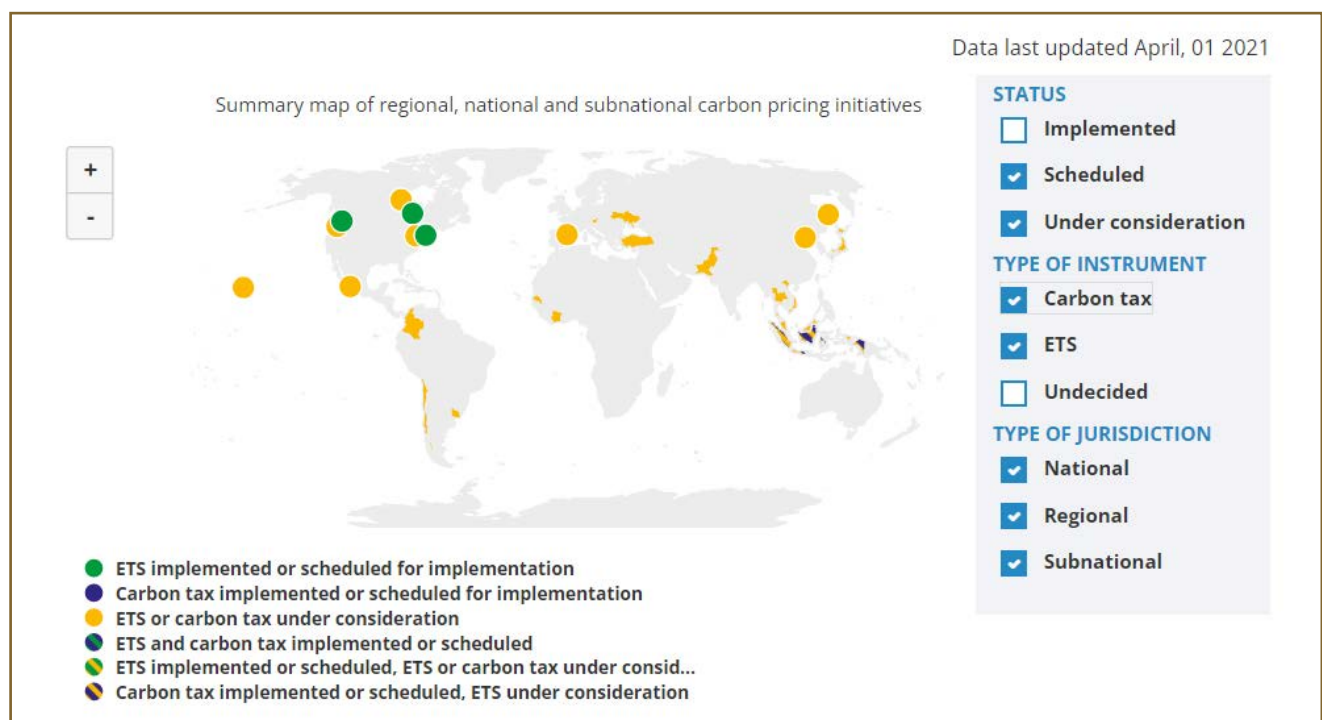 Data last updated April, 01 2021
Summary map of regional, national and subnational carbon pricing initiatives
+
-
STATUS
Implemented
Scheduled
Under consideration
TYPE OF INSTRUMENT
Carbon tax
ETS
Undecided
TYPE OF JURISDICTION
National
Regional
Subnational
ETS implemented or scheduled for implementation
Carbon tax implemented or scheduled for implementation
ETS or carbon tax under consideration
ETS and carbon tax implemented or scheduled
ETS implemented or scheduled, ETS or carbon tax under consid...
Carbon tax implemented or scheduled, ETS under consideration